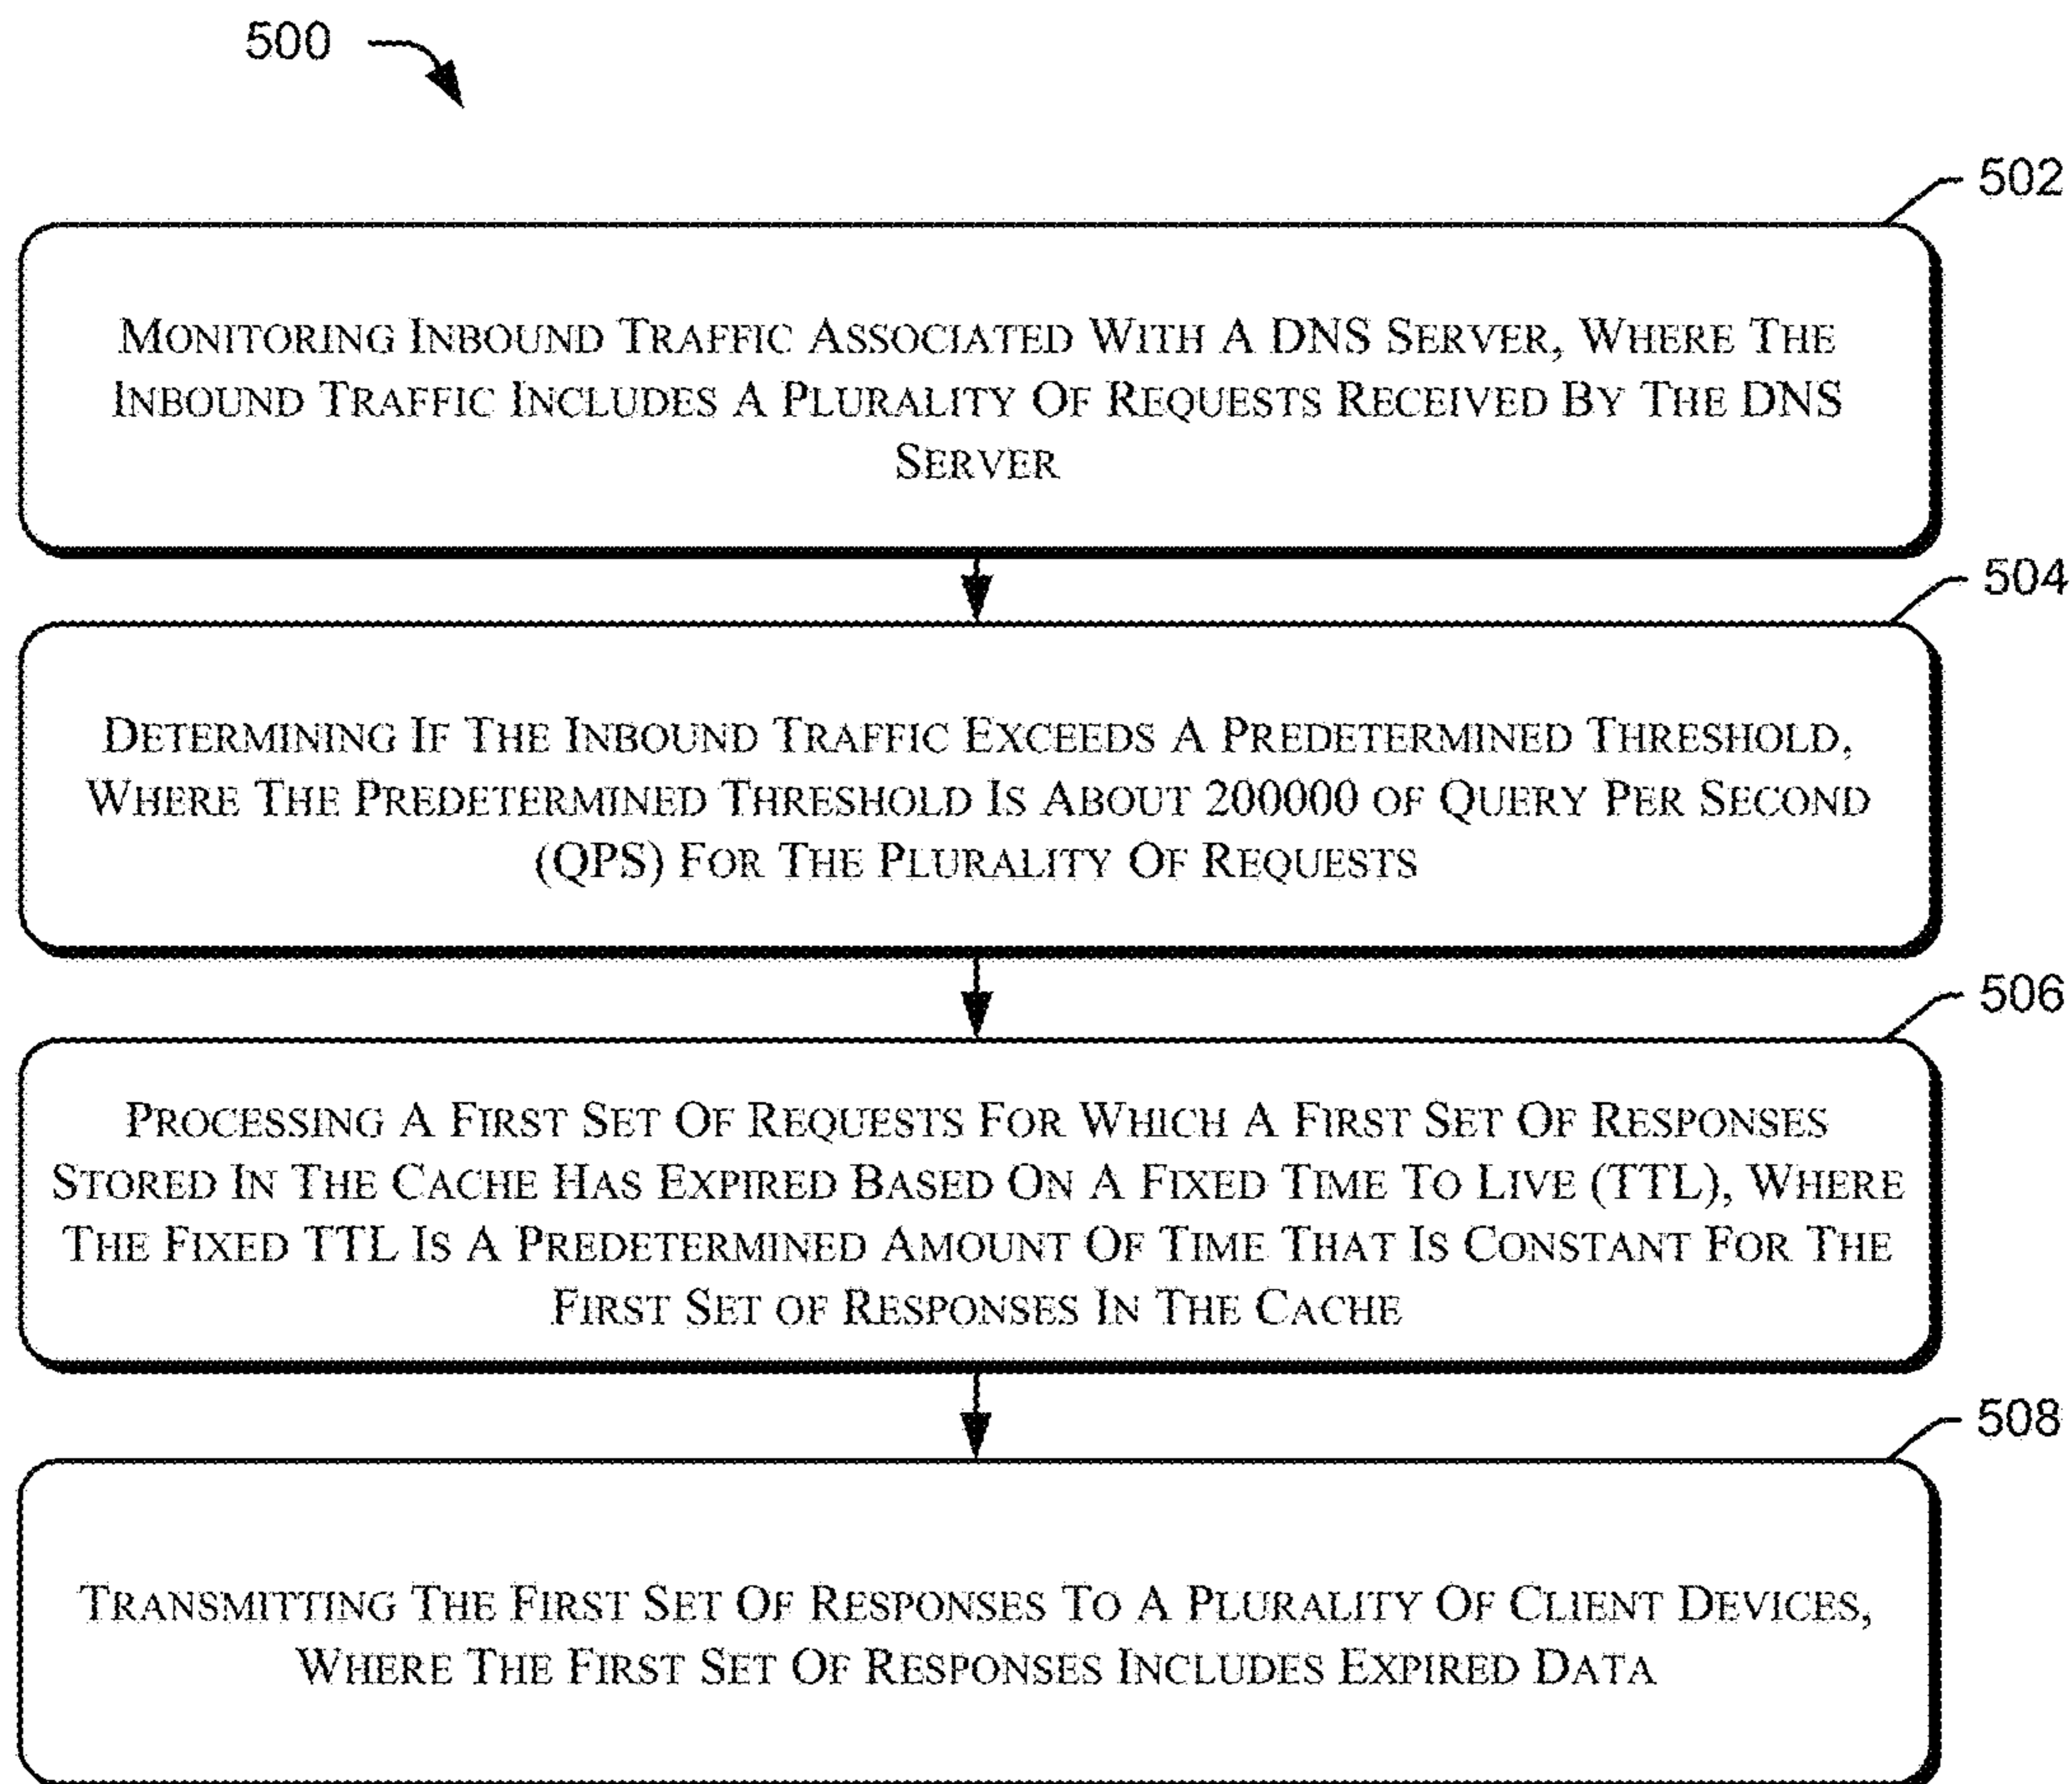 500
502
MONITORING INBOUND TRAFFIC ASSOCIATED WITH A DNS SERVER, WHERE THE
INBOUND TRAFFIC INCLUDES A PLURALITY OF REQUESTS RECEIVED BY THE DNS
SERVER
504
DETERMINING IF THE INBOUND TRAFFIC EXCEEDS A PREDETERMINED THRESHOLD,
WHERE THE PREDETERMINED THRESHOLD IS ABOUT 200000 OF QUERY PER SECOND
(QPS) FOR THE PLURALITY OF REQUESTS
506
PROCESSING A FIRST SET OF REQUESTS FOR WHICH A FIRST SET OF RESPONSES
STORED IN THE CACHE HAS EXPIRED BASED ON A FIXED TIME TO LIVE (TTL), WHERE
THE FIXED TTL IS A PREDETERMINED AMOUNT OF TIME THAT IS CONSTANT FOR THE
FIRST SET OF RESPONSES IN THE CACHE
508
TRANSMITTING THE FIRST SET OF RESPONSES TO A PLURALITY OF CLIENT DEVICES,
WHERE THE FIRST SET OF RESPONSES INCLUDES EXPIRED DATA